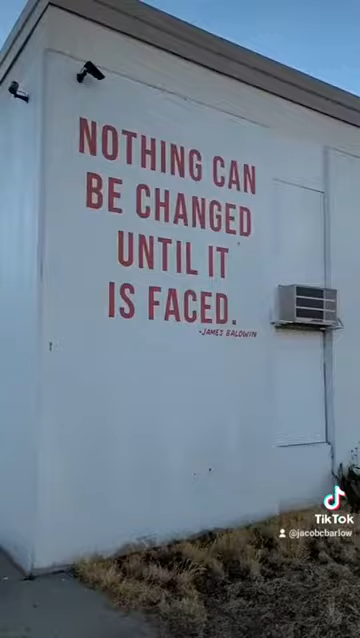 NOTHING CAN
BE CHANGED
UNTIL IT
IS FACED.
-JAMES BALDWIN
TikTok
@jacobcbarlow